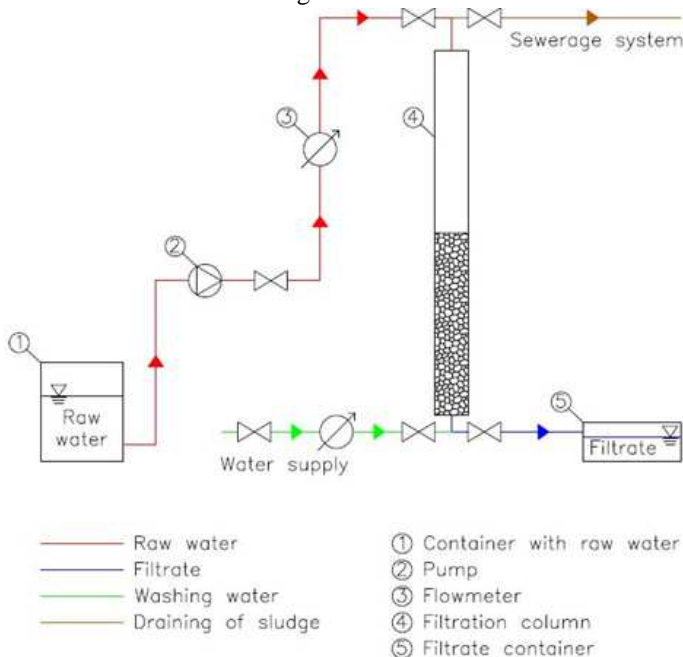 Sewerage system
③
④
②
①
Raw
water
⑤
Filtrate
Water supply
Raw water
Filtrate
Washing water
Draining of sludge
① Container with raw water
② Pump
③ Flowmeter
④ Filtration column
⑤ Filtrate container